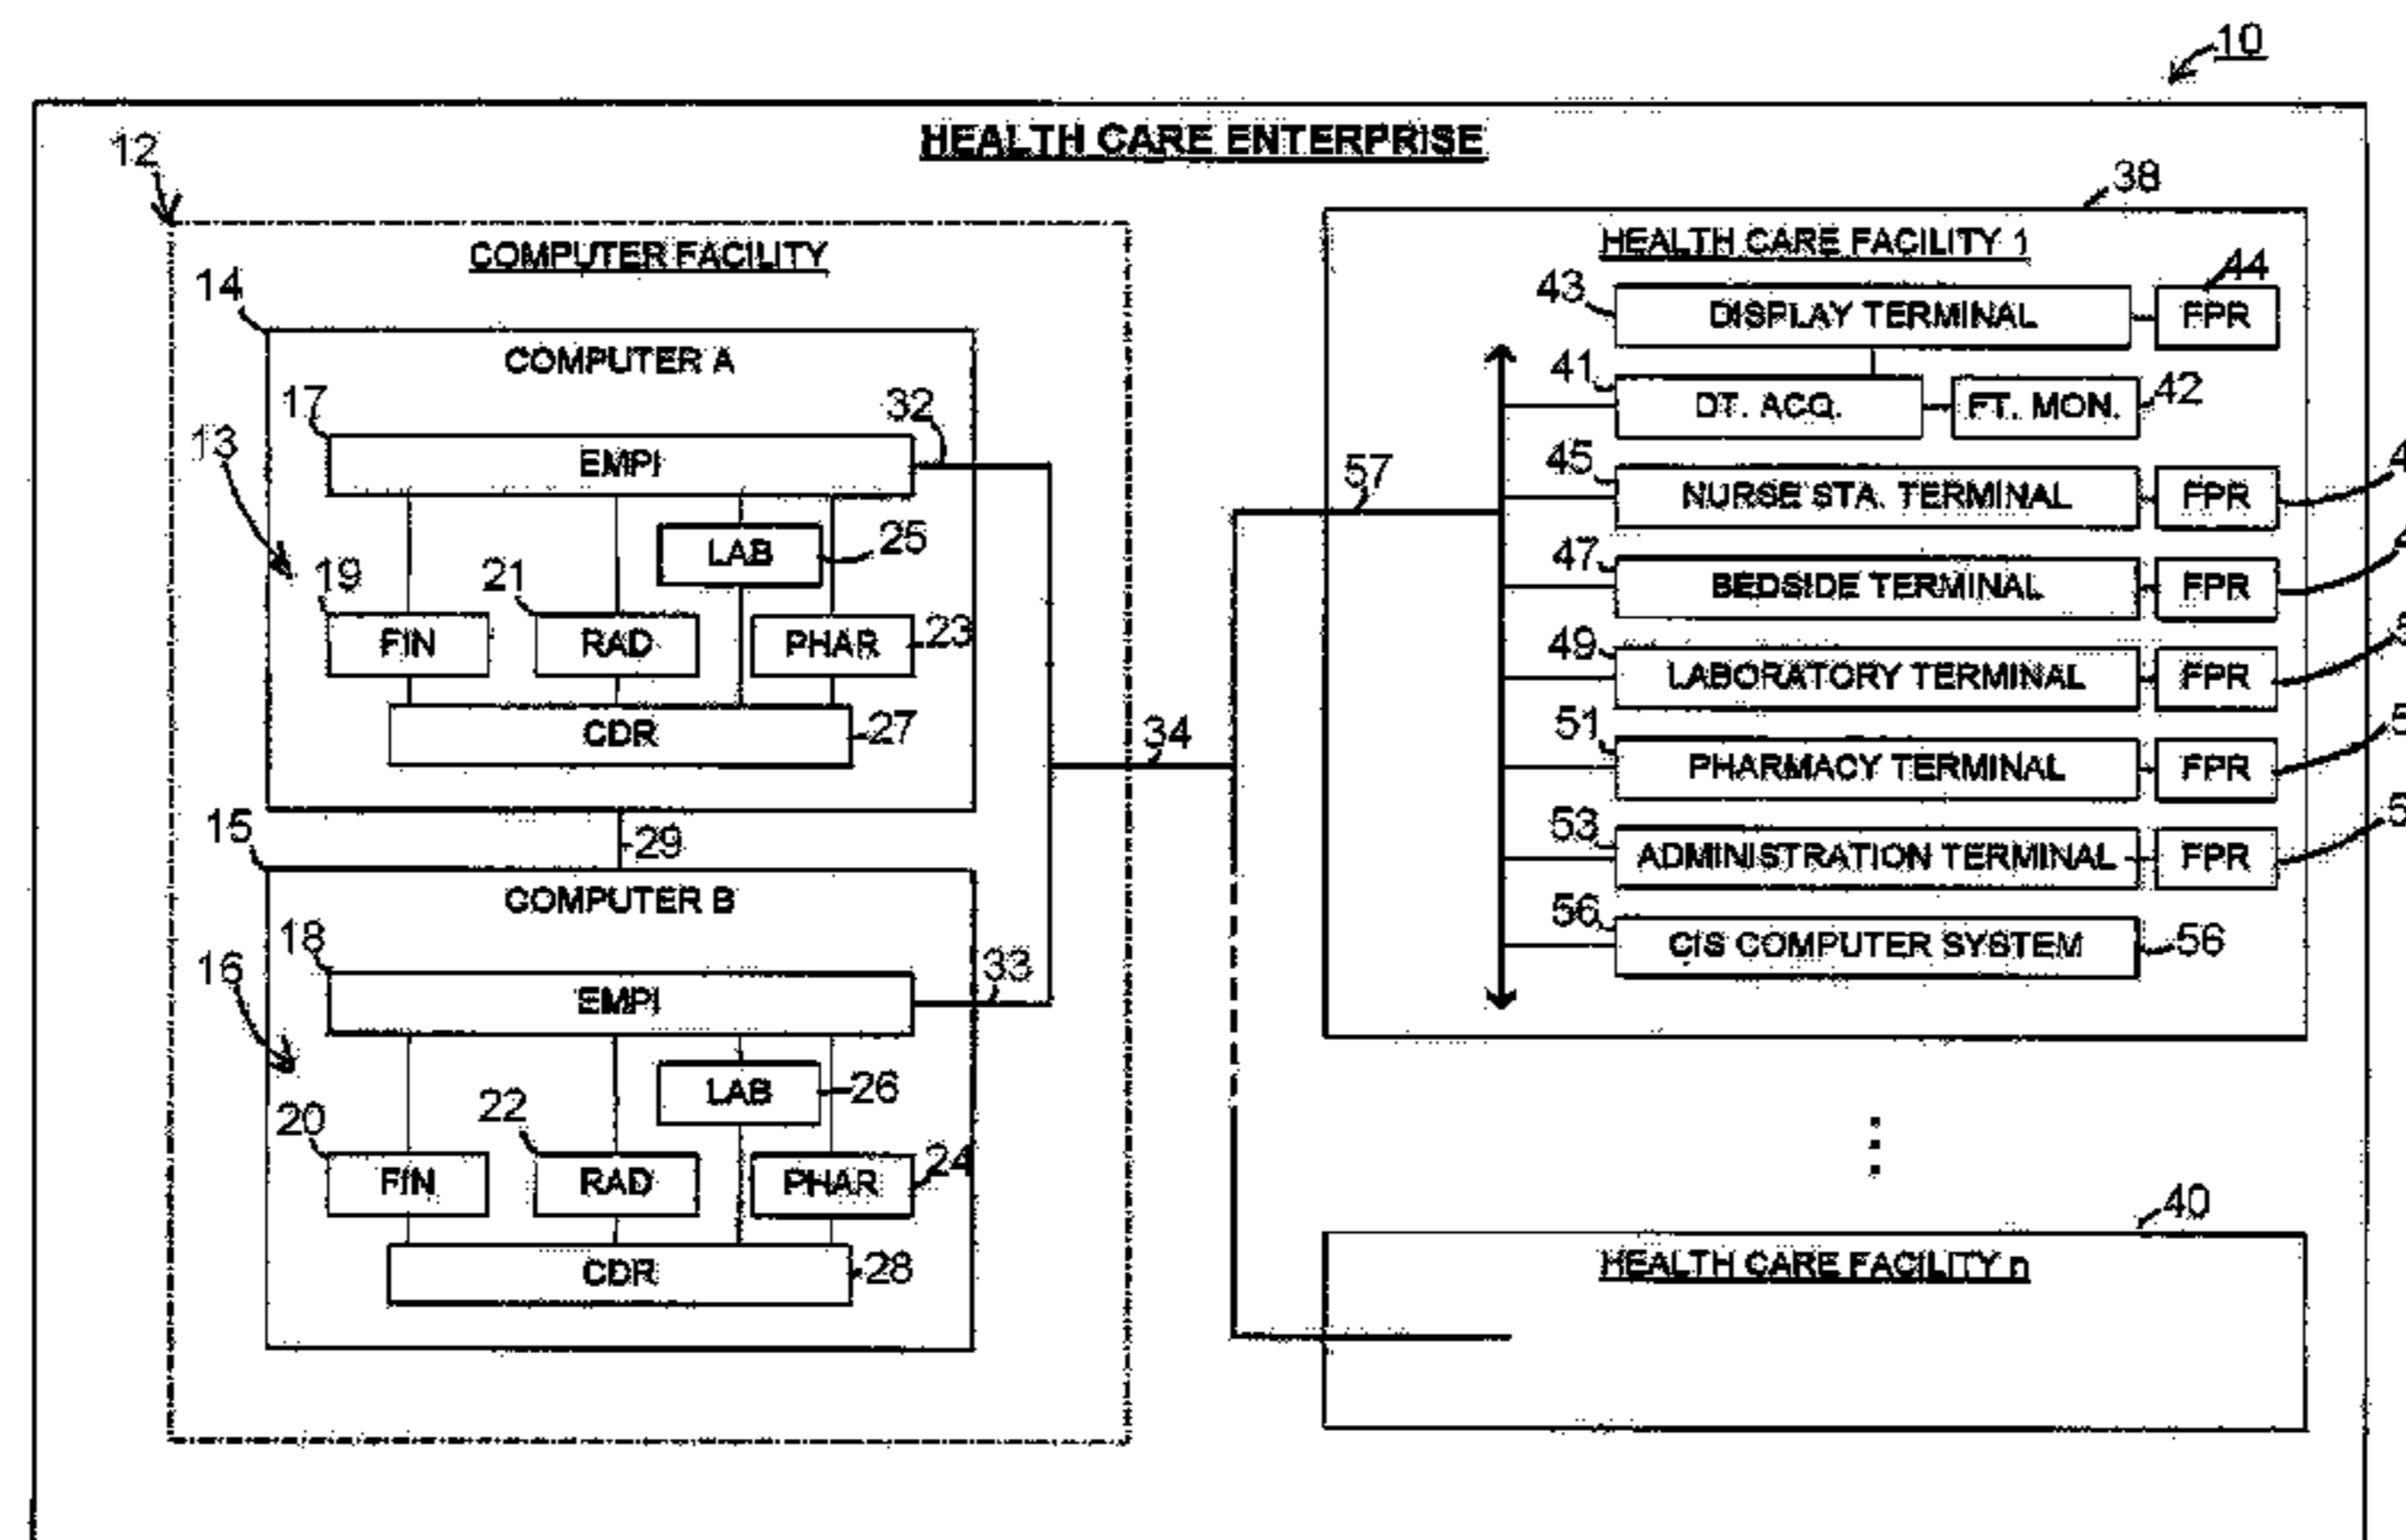 10
HEALTH CARE ENTERPRISE
12
COMPUTER FACILITY
14
COMPUTER A
17
EMPI
32
13
LAB
25
19
FIN
21
RAD
PHAR
23
CDR
27
29
34
15
COMPUTER B
18
EMPI
33
16
LAB
26
20
FIN
22
RAD
PHAR
24
CDR
28
38
HEALTH CARE FACILITY 1
43
DISPLAY TERMINAL
FPR
44
41
DT. ACQ.
PT. MON.
42
57
45
NURSE STA. TERMINAL
FPR
47
BEDSIDE TERMINAL
FPR
49
LABORATORY TERMINAL
FPR
51
PHARMACY TERMINAL
FPR
53
ADMINISTRATION TERMINAL
FPR
56
CIS COMPUTER SYSTEM
56
40
HEALTH CARE FACILITY n